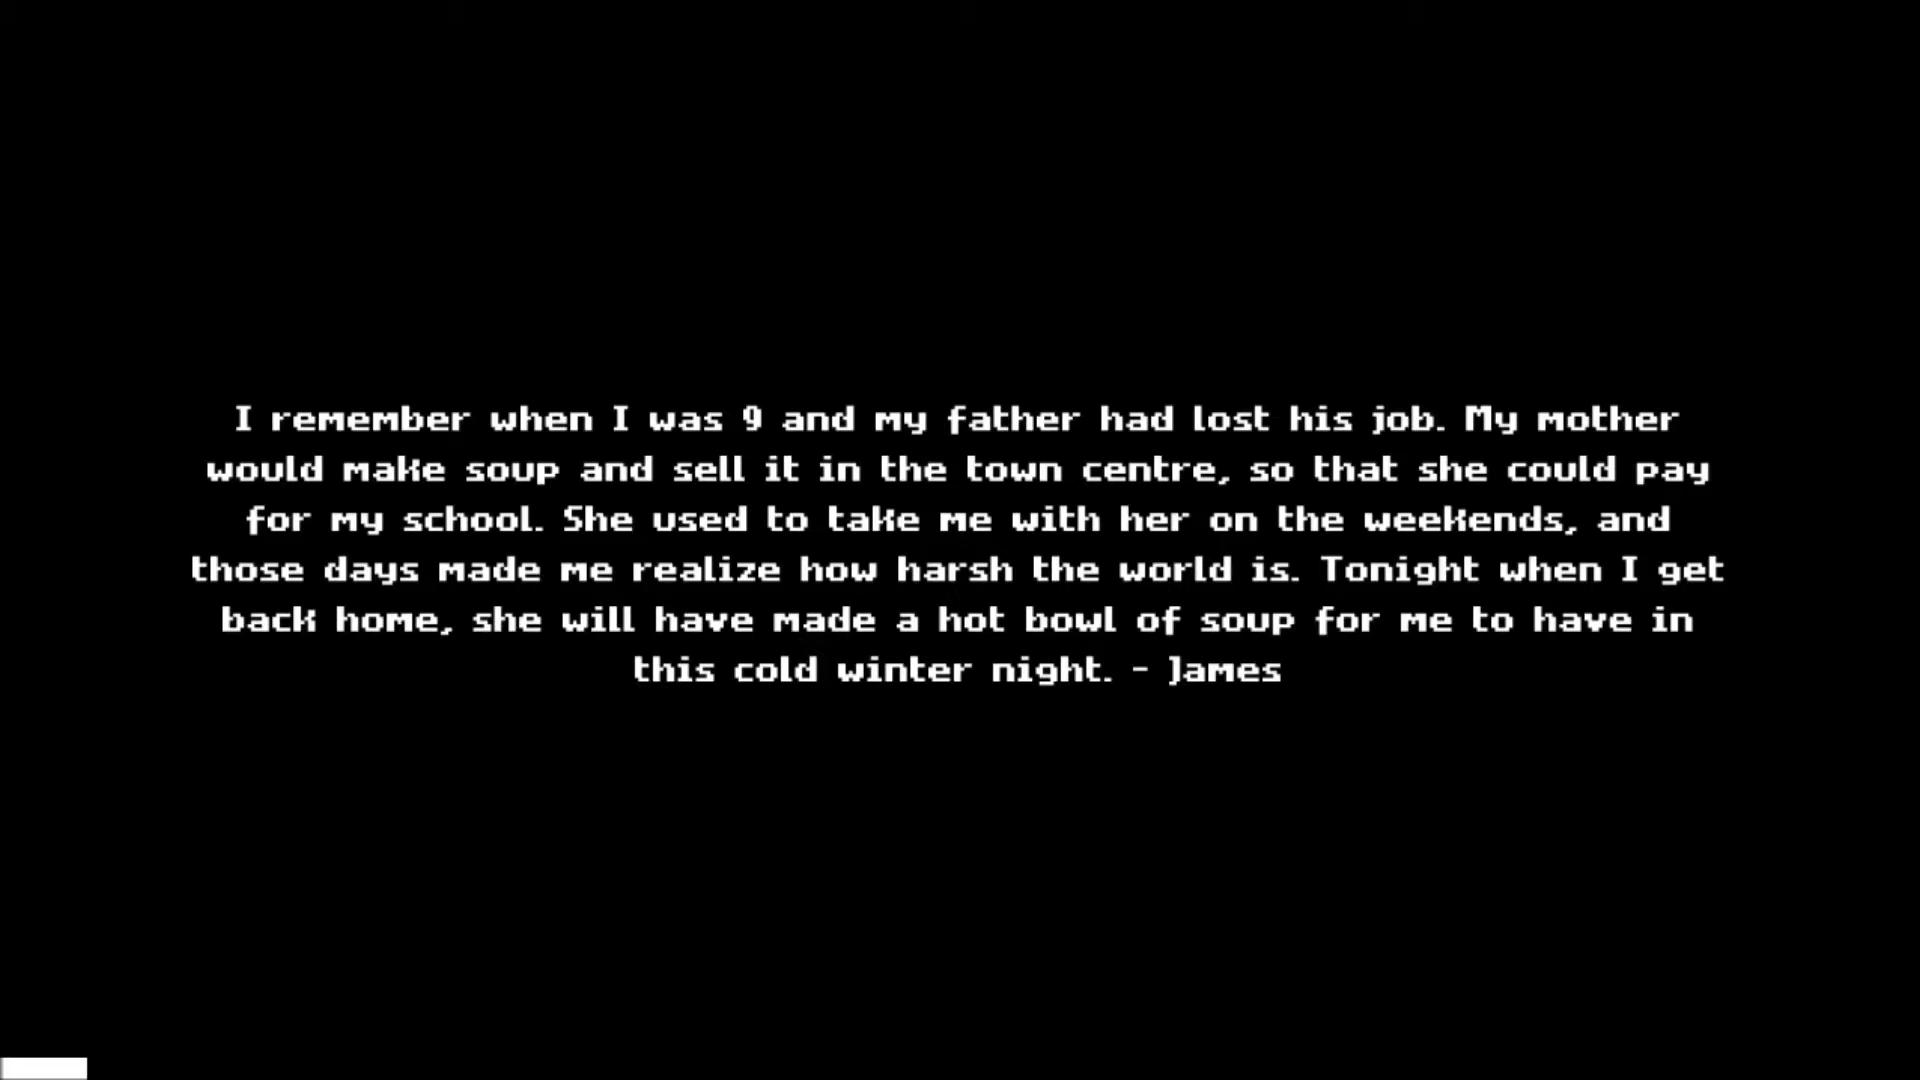 I remember when I was 9 and my father had lost his job. My mother
would make soup and sell it in the town centre, so that she could pay
for my school. She used to take me with her on the weekends, and
those days made me realize how harsh the world is. Tonight when I get
back home, she will have made a hot bowl of soup for me to have in
this cold winter night. - James